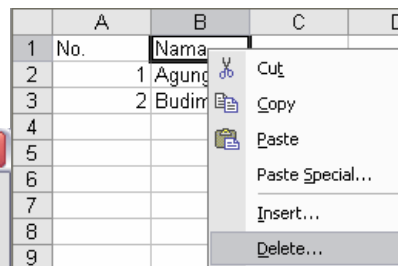 A B C
1 No. Nama Cut
2 1 Agung Copy
3 2 Paste
4 Paste Special...
5 Insert...
6 Delete...
7
8
9